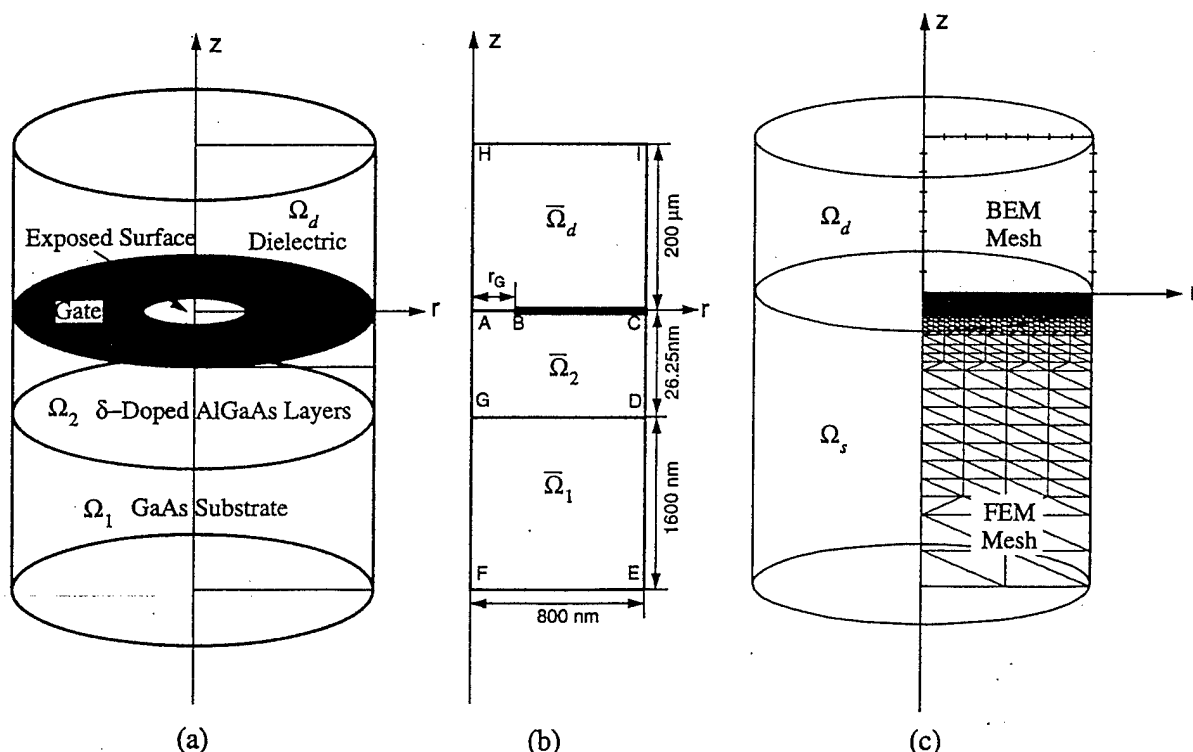 z
Ω_d
Dielectric
Exposed Surface
Gate
r
Ω_2 δ–Doped AlGaAs Layers
Ω_1 GaAs Substrate
(a)
z
H
I
Ω̅_d
200 μm
r_G
A
B
C
r
Ω̅_2
26.25nm
G
D
Ω̅_1
1600 nm
F
E
800 nm
(b)
z
Ω_d
BEM
Mesh
Ω_s
FEM
Mesh
(c)